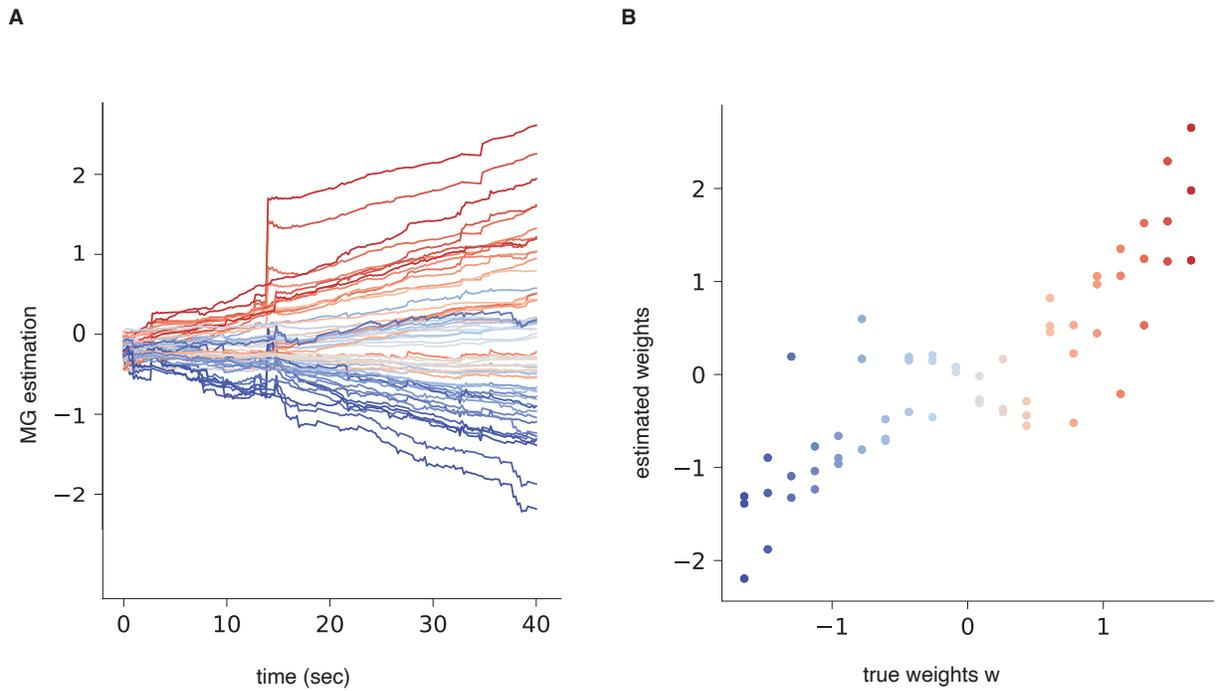 A
B
2
1
0
−1
−2
MG estimation
0 10 20 30 40
time (sec)
2
1
0
−1
−2
estimated weights
−1 0 1
true weights w